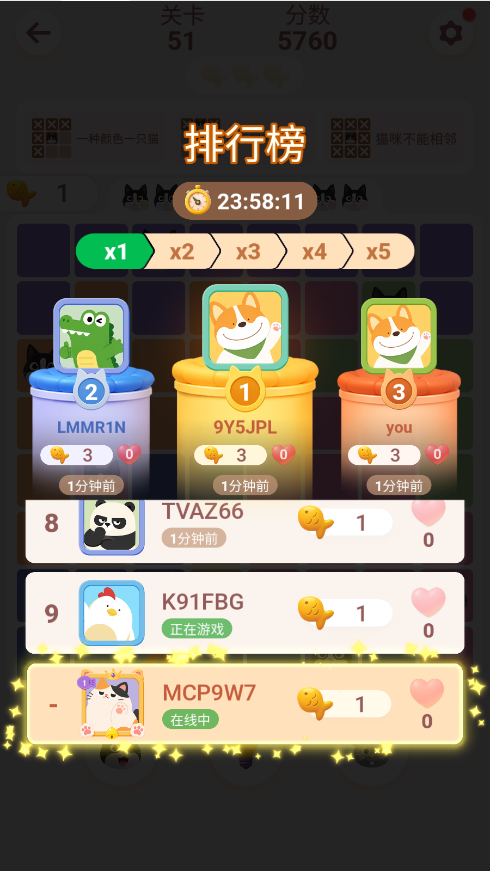 关卡
分数
51
5760
一种颜色一只猫
猫咪不能相邻
1
排行榜
23:58:11
x1
x2
x3
x4
x5
2
1
3
LMMR1N
9Y5JPL
you
3
0
3
0
3
0
1分钟前
1分钟前
1分钟前
8
TVAZ66
1分钟前
1
0
9
K91FBG
正在游戏
1
0
-
MCP9W7
在线中
1
0